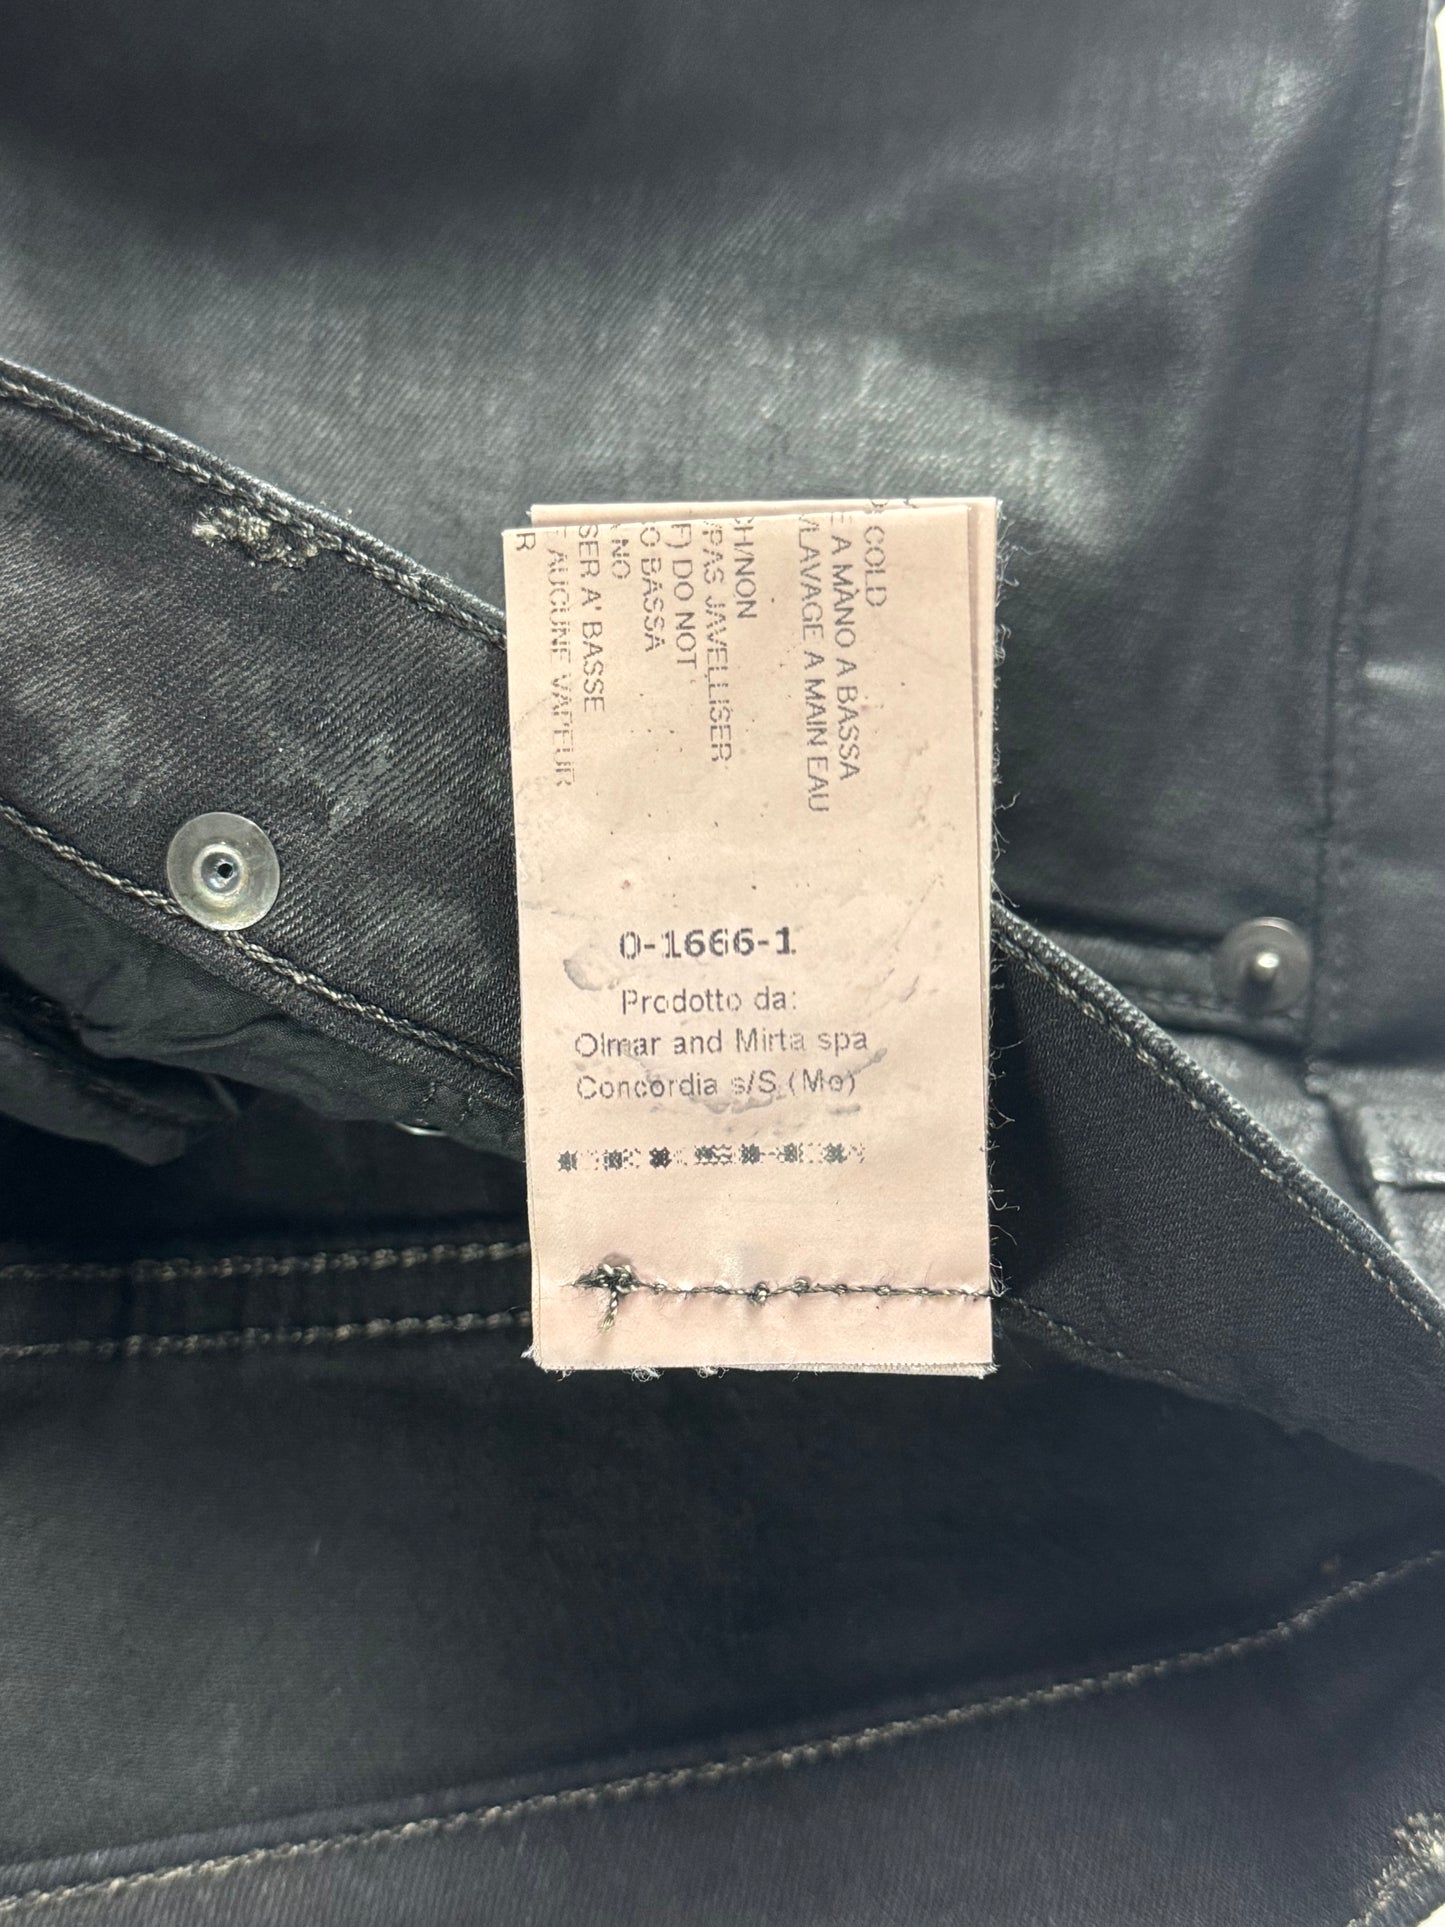 COLD
E A MANO A BASSA
/LAVAGE A MAIN EAU
CH/NON
/PAS JAVELLISER
F) DO NOT
O BASSA
NO
SER A' BASSE
AUCUNE VAPEUR
R
0-1666-1
Prodotto da:
Olmar and Mirta spa
Concordia s/S (Mo)